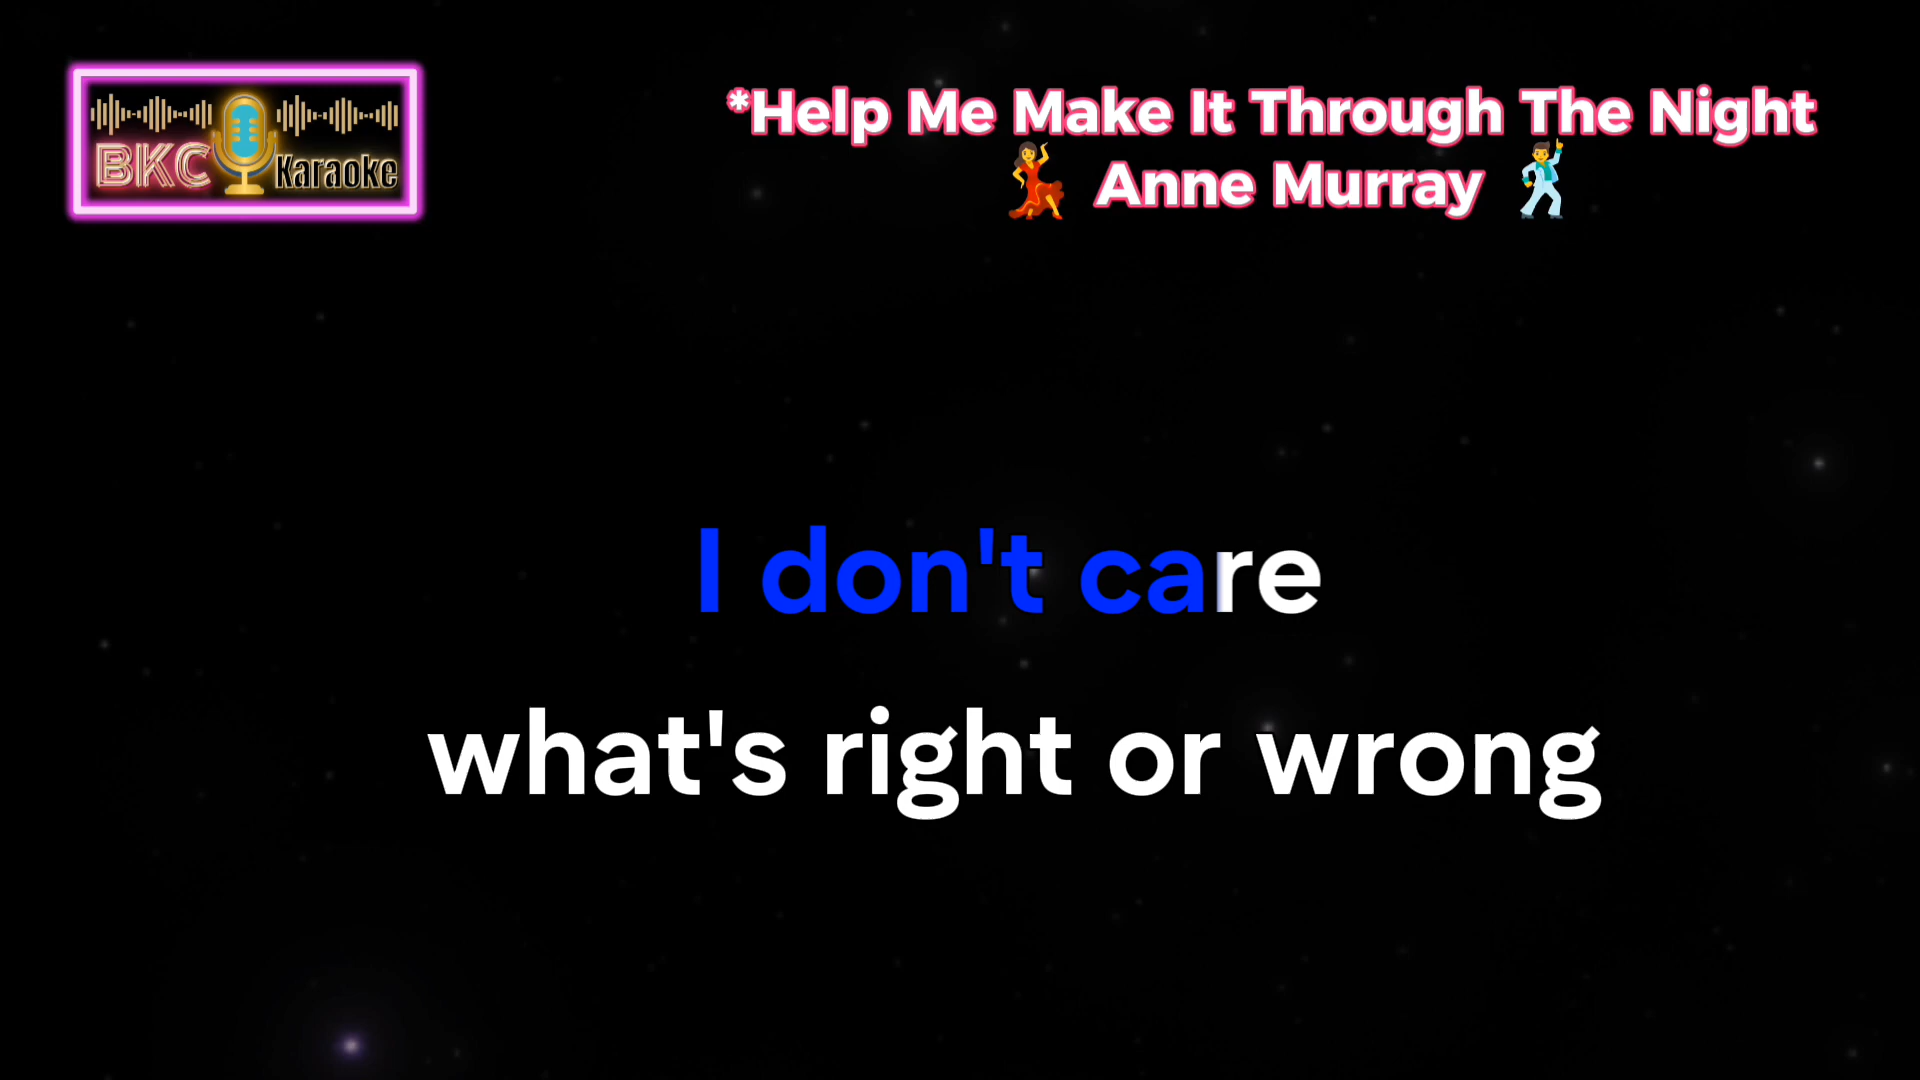 BKC Karaoke
*Help Me Make It Through The Night
Anne Murray
I don't care
what's right or wrong